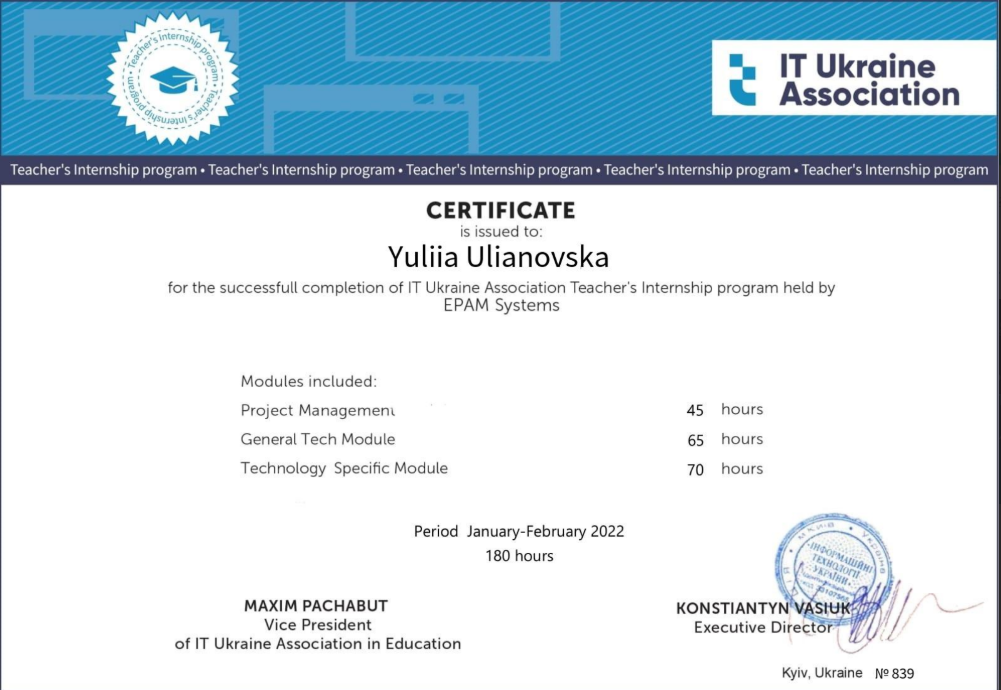 Teacher's Internship program • Teacher's Internship program •
IT Ukraine
Association
Teacher's Internship program • Teacher's Internship program • Teacher's Internship program • Teacher's Internship program • Teacher's Internship program
CERTIFICATE
is issued to:
Yuliia Ulianovska
for the successfull completion of IT Ukraine Association Teacher's Internship program held by
EPAM Systems
Modules included:
Project Management 45 hours
General Tech Module 65 hours
Technology Specific Module 70 hours
Period January-February 2022
180 hours
м. КИЇВ • Україна
ІНФОРМАЦІЙНІ
ТЕХНОЛОГІЇ
УКРАЇНИ
MAXIM PACHABUT
Vice President
of IT Ukraine Association in Education
KONSTIANTYN VASIUK
Executive Director
Kyiv, Ukraine № 839